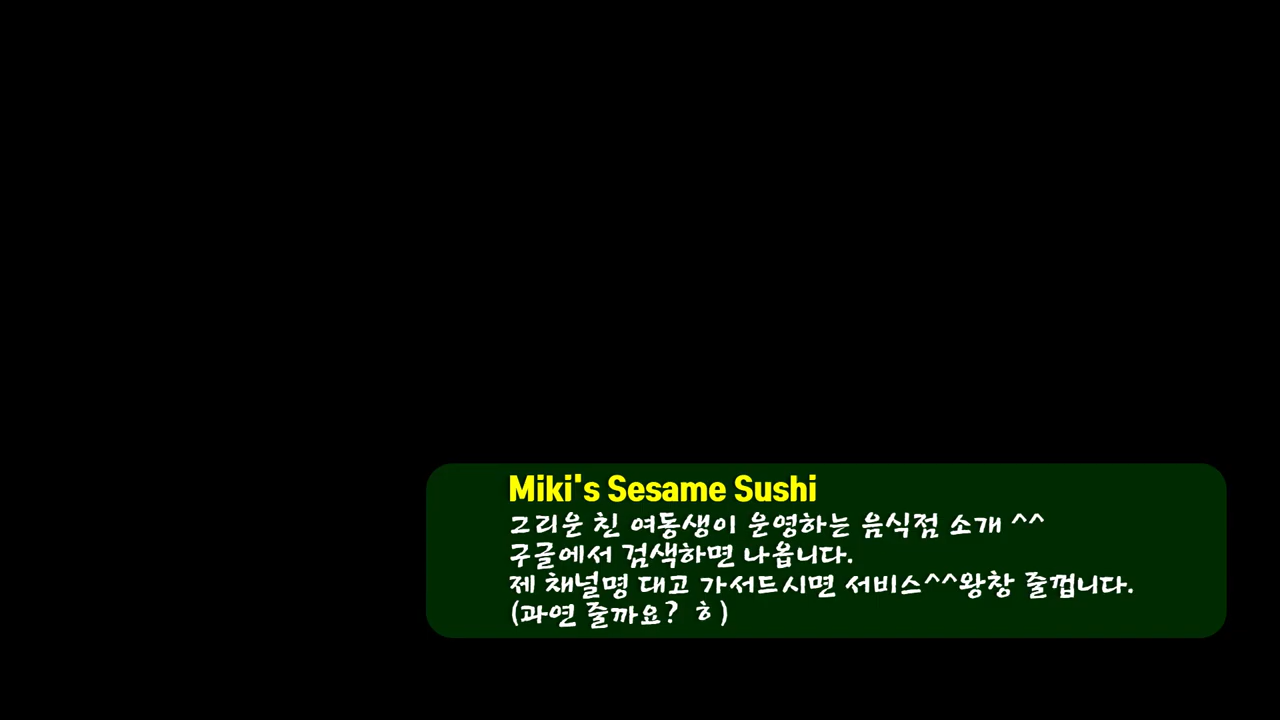 Miki's Sesame Sushi
그리운 친 여동생이 운영하는 음식점 소개 ^^
구글에서 검색하면 나옵니다.
제 채널명 대고 가서드시면 서비스^^왕창 줄껍니다.
(과연 줄까요? ㅎ)